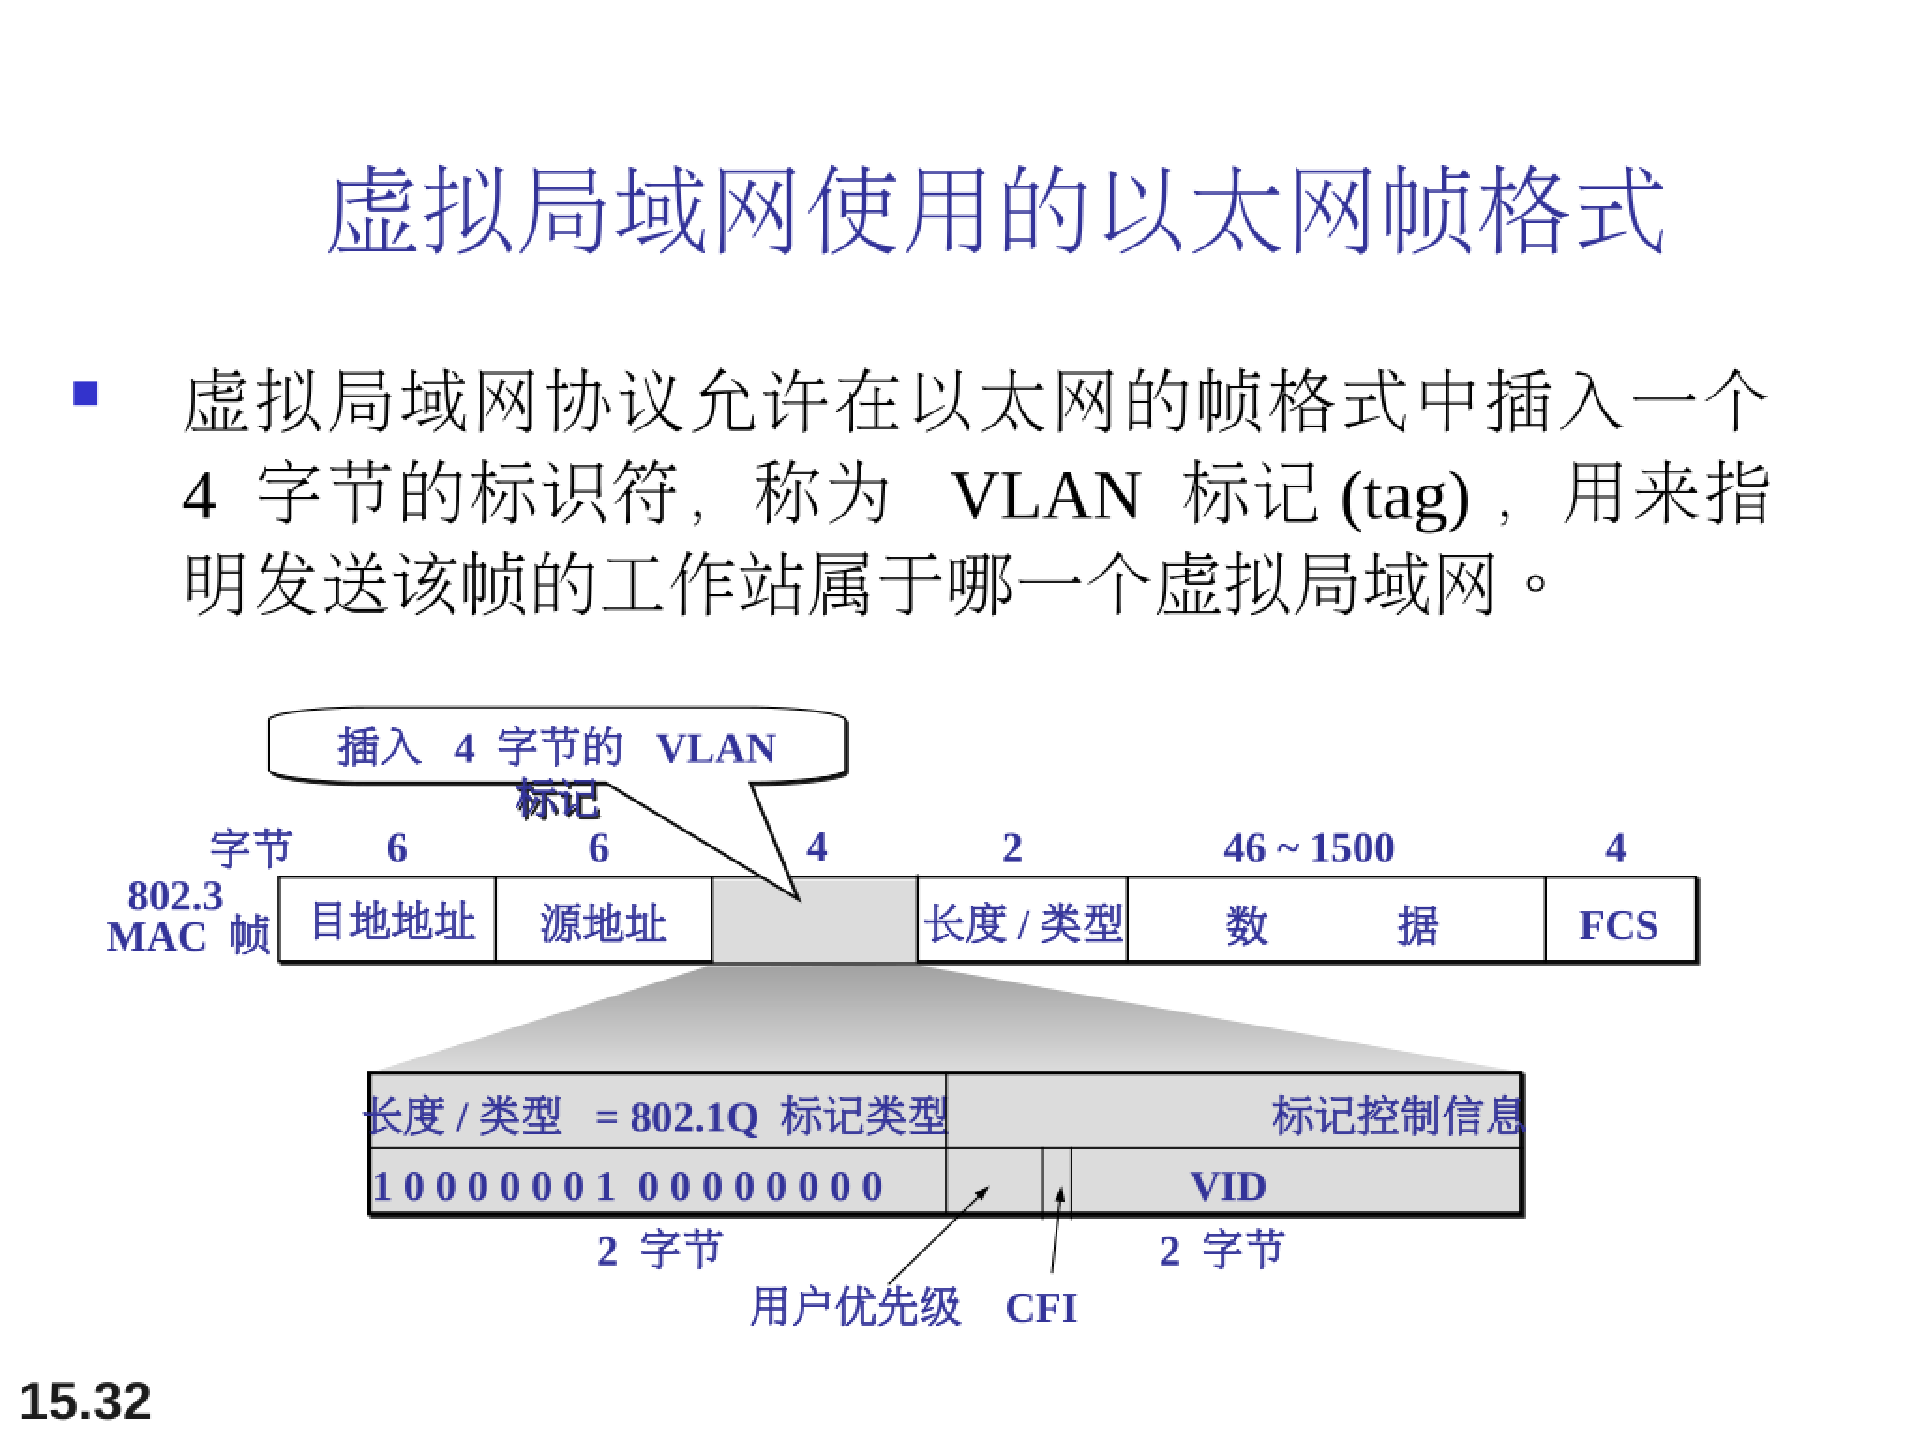 虚拟局域网使用的以太网帧格式
虚拟局域网协议允许在以太网的帧格式中插入一个
4 字节的标识符，称为 VLAN 标记 (tag) ，用来指
明发送该帧的工作站属于哪一个虚拟局域网。
插入 4 字节的 VLAN
标记
字节 6 6 4 2 46 ~ 1500 4
802.3
MAC 帧
目地地址 源地址 长度 / 类型 数 据 FCS
长度 / 类型 = 802.1Q 标记类型 标记控制信息
1 0 0 0 0 0 0 1 0 0 0 0 0 0 0 0 VID
2 字节 2 字节
用户优先级 CFI
15.32